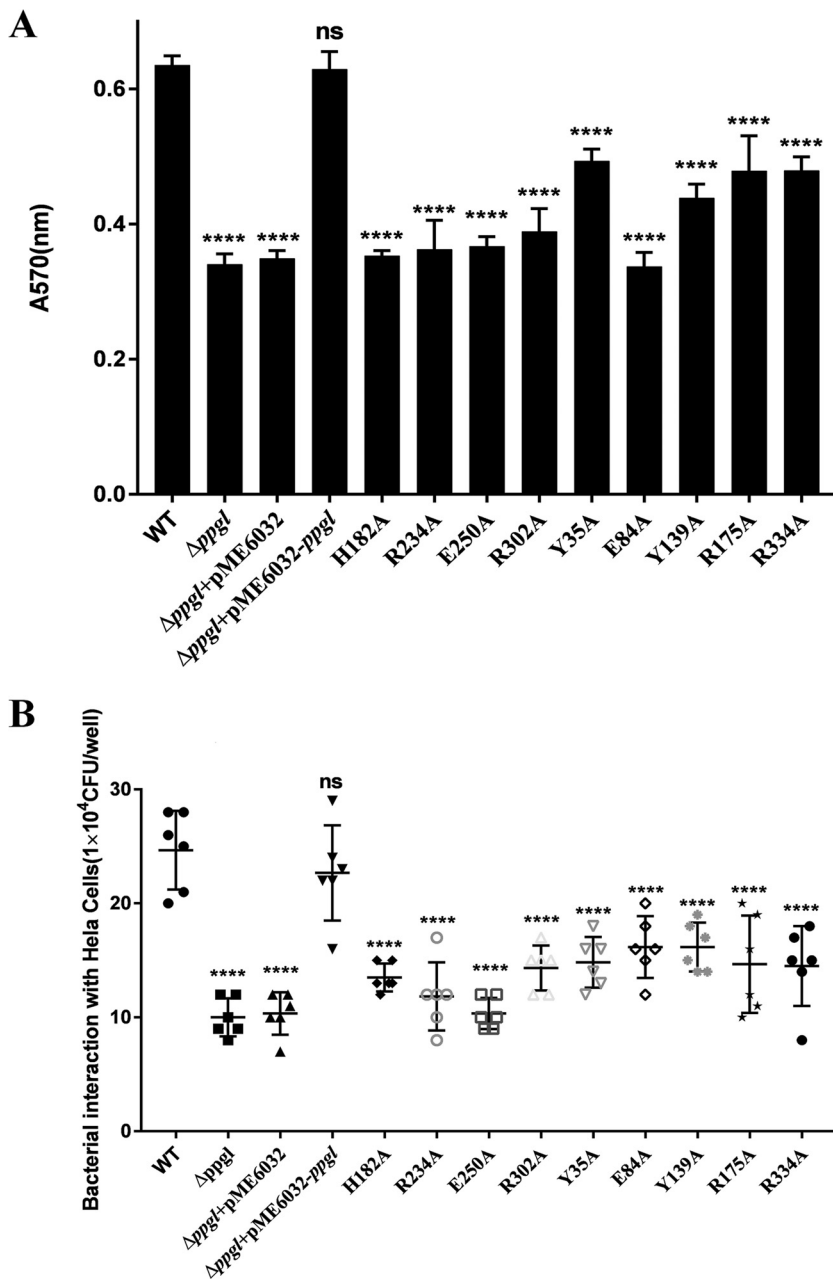 A
A570(nm)
0.6
0.4
0.2
0.0
ns
**** **** **** **** **** **** **** **** **** **** ****
WT
Δppgl
Δppgl+pME6032
Δppgl+pME6032-ppgl
H182A
R234A
E250A
R302A
Y35A
E84A
Y139A
R175A
R334A
B
Bacterial interaction with Hela Cells(1×10⁴CFU/well)
30
20
10
0
ns
**** **** **** **** **** **** **** **** **** **** ****
WT
Δppgl
Δppgl+pME6032
Δppgl+pME6032-ppgl
H182A
R234A
E250A
R302A
Y35A
E84A
Y139A
R175A
R334A